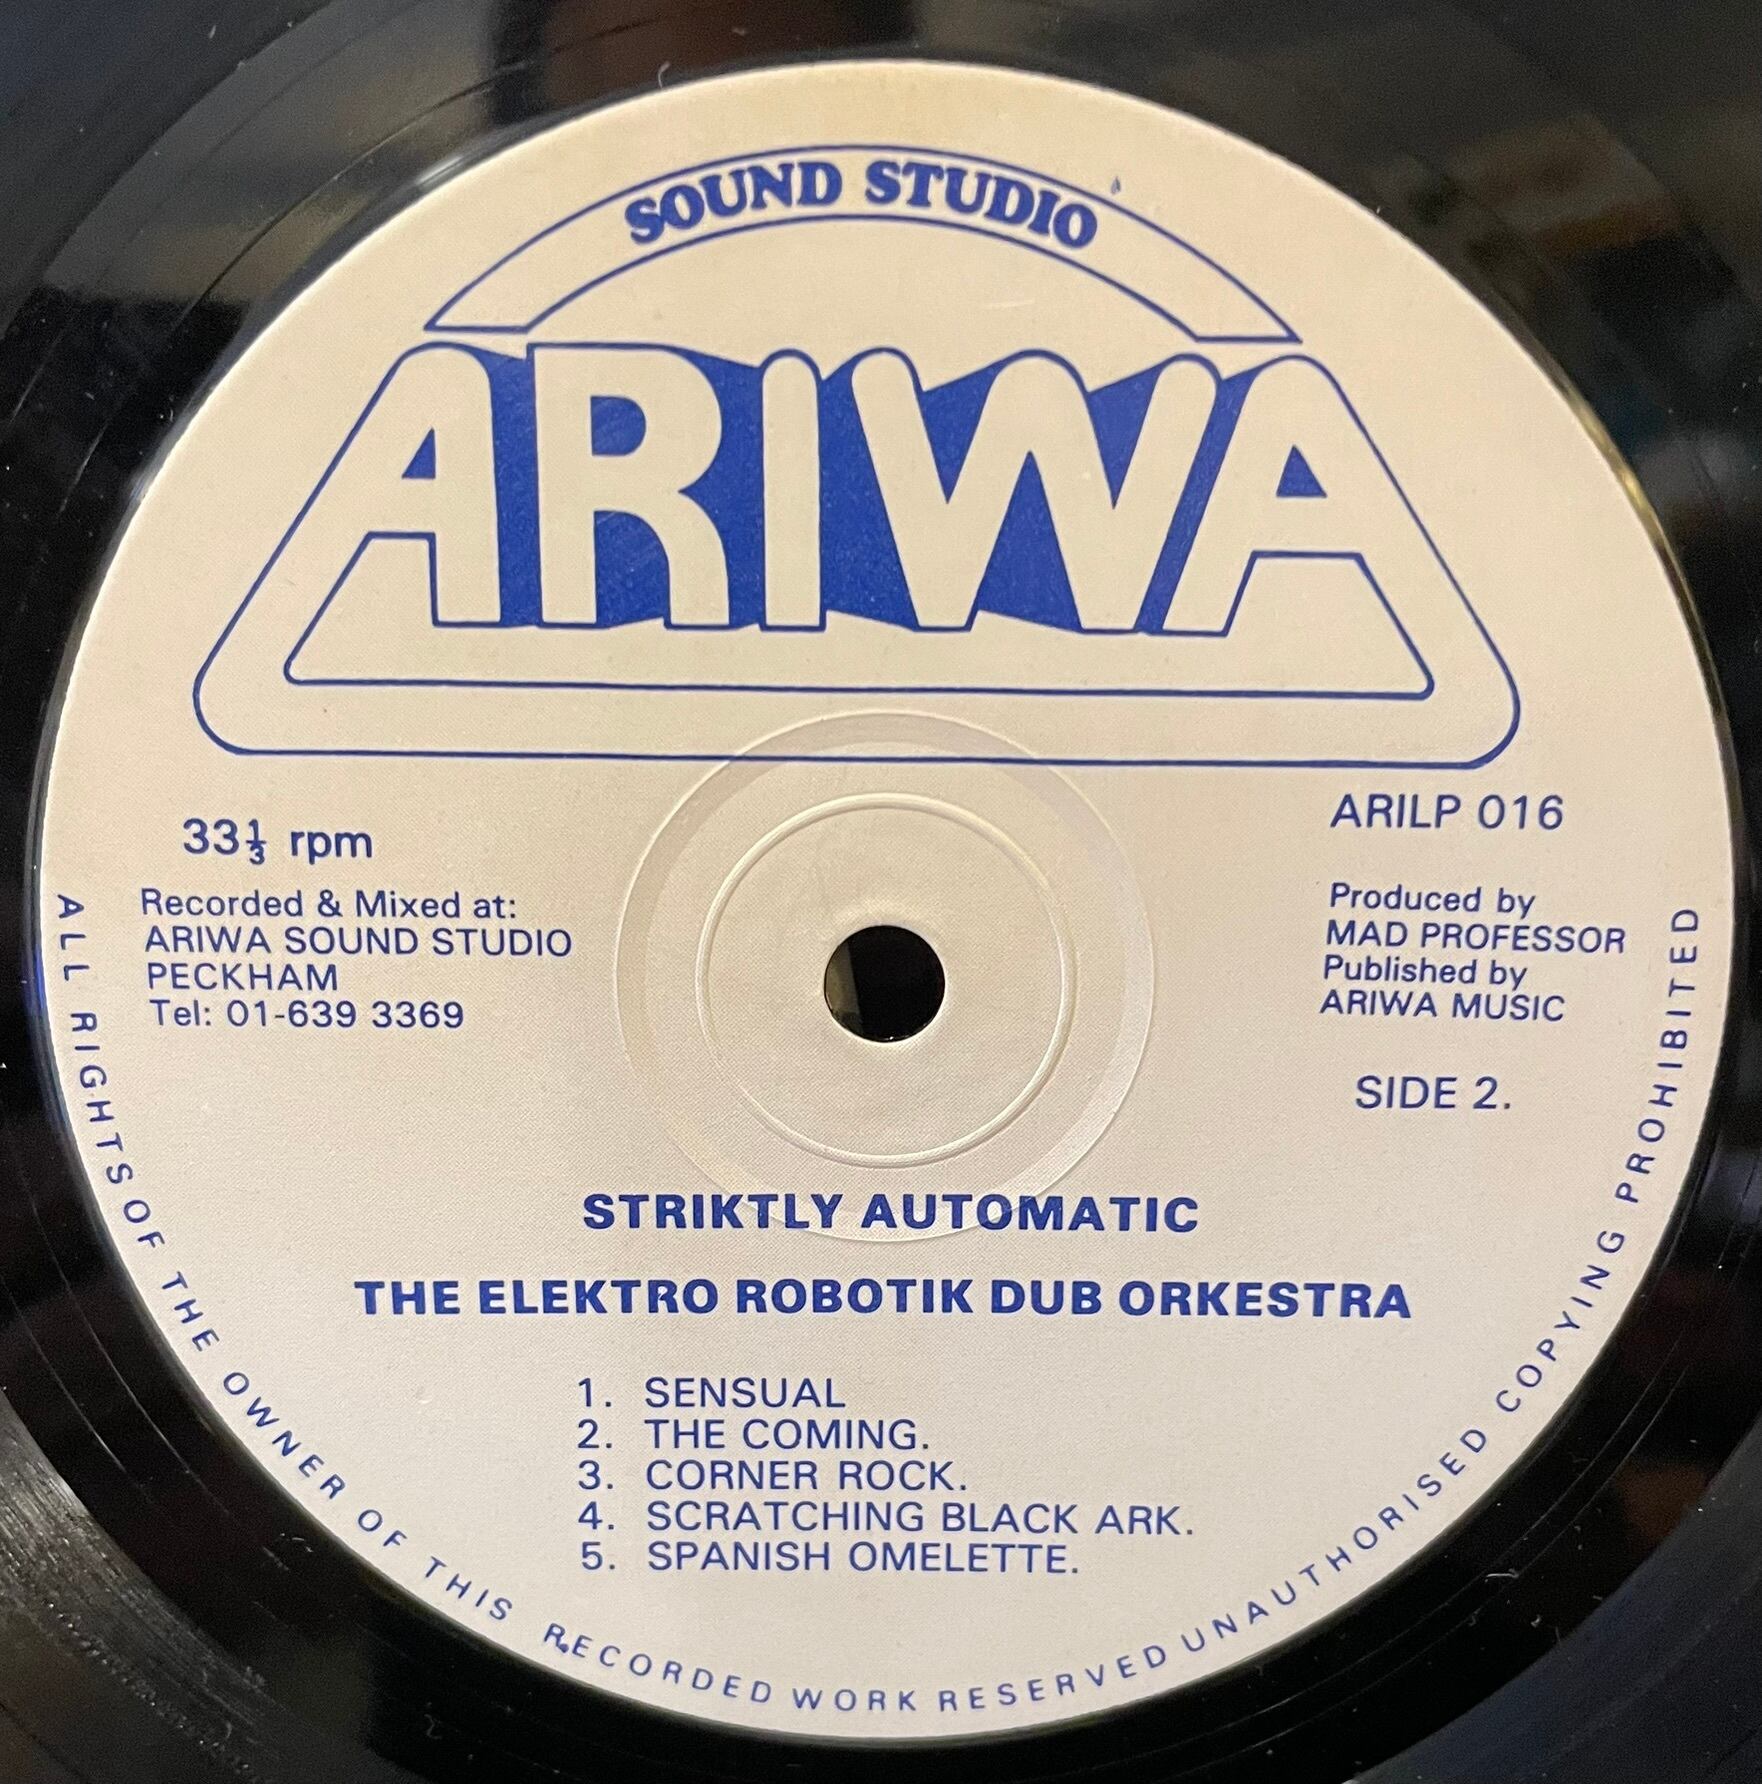 SOUND STUDIO
ARIWA
33⅓ rpm
Recorded & Mixed at:
ARIWA SOUND STUDIO
PECKHAM
Tel: 01-639 3369
ARILP 016
Produced by
MAD PROFESSOR
Published by
ARIWA MUSIC
SIDE 2.
STRIKTLY AUTOMATIC
THE ELEKTRO ROBOTIK DUB ORKESTRA
1. SENSUAL
2. THE COMING.
3. CORNER ROCK.
4. SCRATCHING BLACK ARK.
5. SPANISH OMELETTE.
ALL RIGHTS OF THE OWNER OF THIS RECORDED WORK RESERVED UNAUTHORISED COPYING PROHIBITED